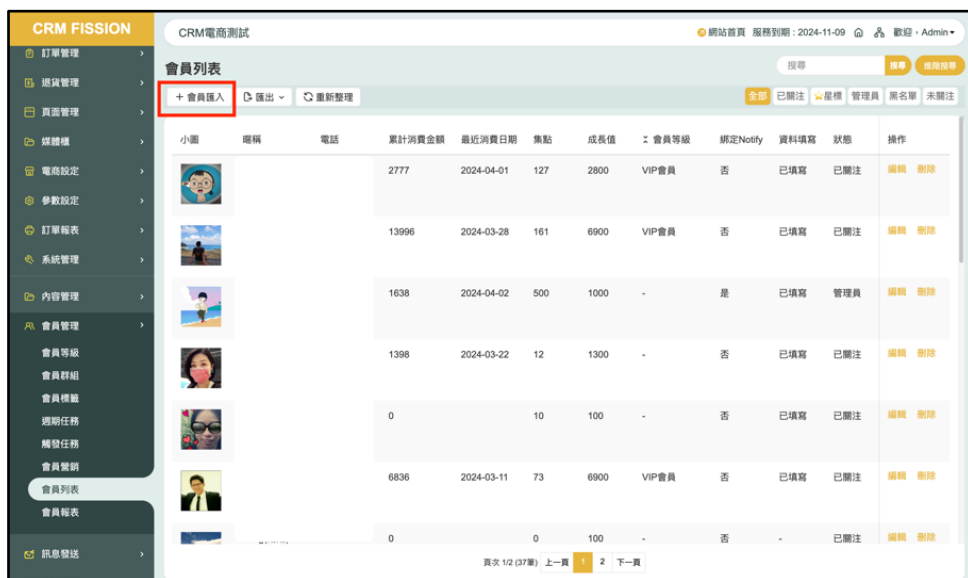 CRM FISSION
CRM電商測試
網站首頁 服務到期：2024-11-09 歡迎，Admin
訂單管理
退貨管理
頁面管理
媒體櫃
電商設定
參數設定
訂單報表
系統管理
內容管理
會員管理
會員等級
會員群組
會員標籤
週期任務
觸發任務
會員營銷
會員列表
會員報表
訊息發送
會員列表
搜尋 搜尋 進階搜尋
+ 會員匯入 匯出 重新整理
全部 已關注 星標 管理員 黑名單 未關注
小圖 暱稱 電話 累計消費金額 最近消費日期 集點 成長值 會員等級 綁定Notify 資料填寫 狀態 操作
2777 2024-04-01 127 2800 VIP會員 否 已填寫 已關注 編輯 刪除
13996 2024-03-28 161 6900 VIP會員 否 已填寫 已關注 編輯 刪除
1638 2024-04-02 500 1000 - 是 已填寫 管理員 編輯 刪除
1398 2024-03-22 12 1300 - 否 已填寫 已關注 編輯 刪除
0 10 100 - 否 已填寫 已關注 編輯 刪除
6836 2024-03-11 73 6900 VIP會員 否 已填寫 已關注 編輯 刪除
0 0 100 - 否 - 已關注 編輯 刪除
頁次 1/2 (37筆) 上一頁 1 2 下一頁